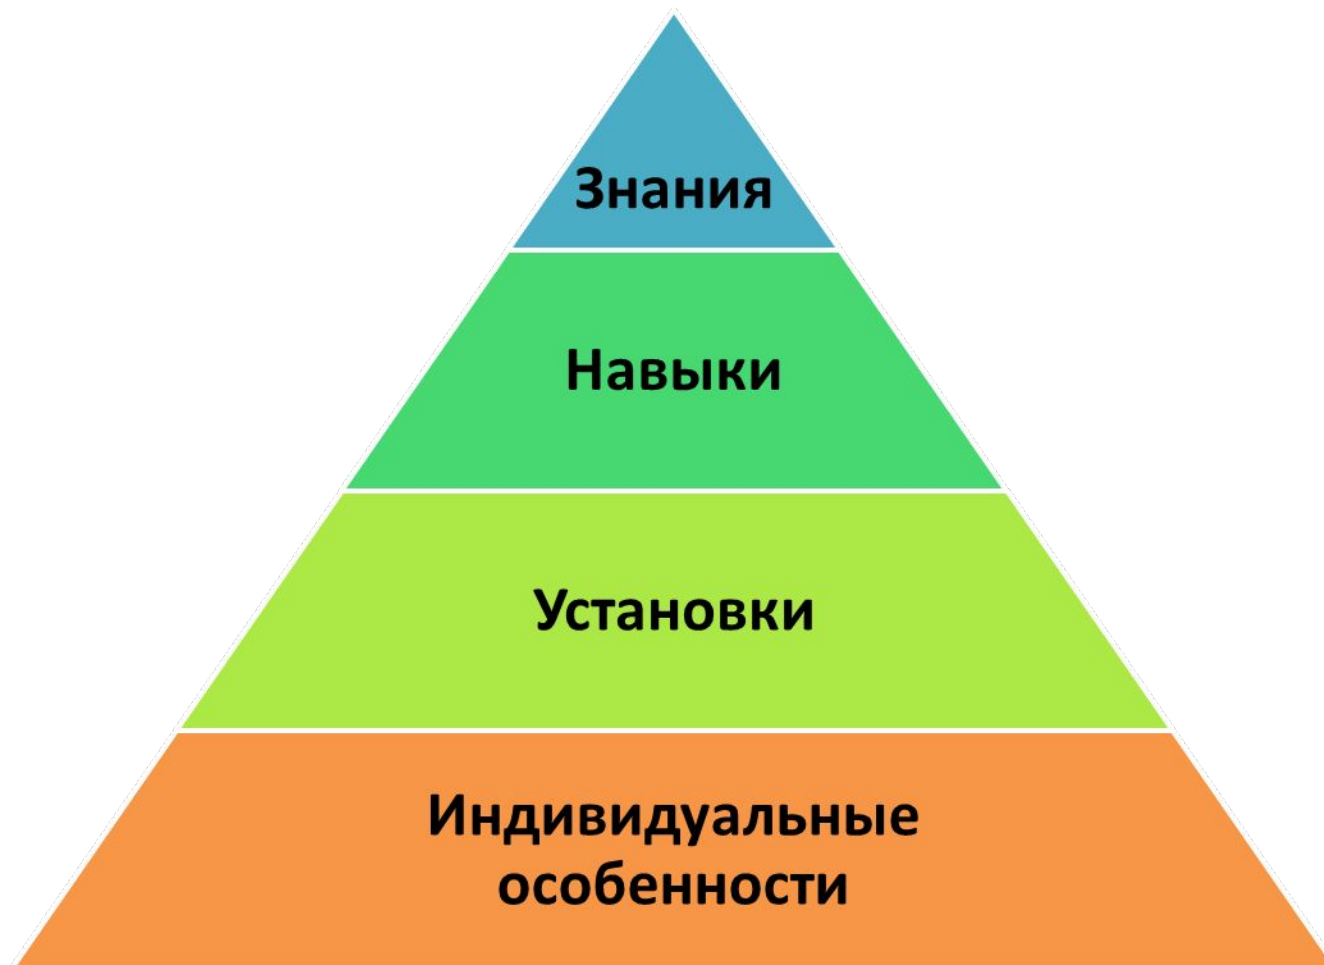 Знания
Навыки
Установки
Индивидуальные
особенности